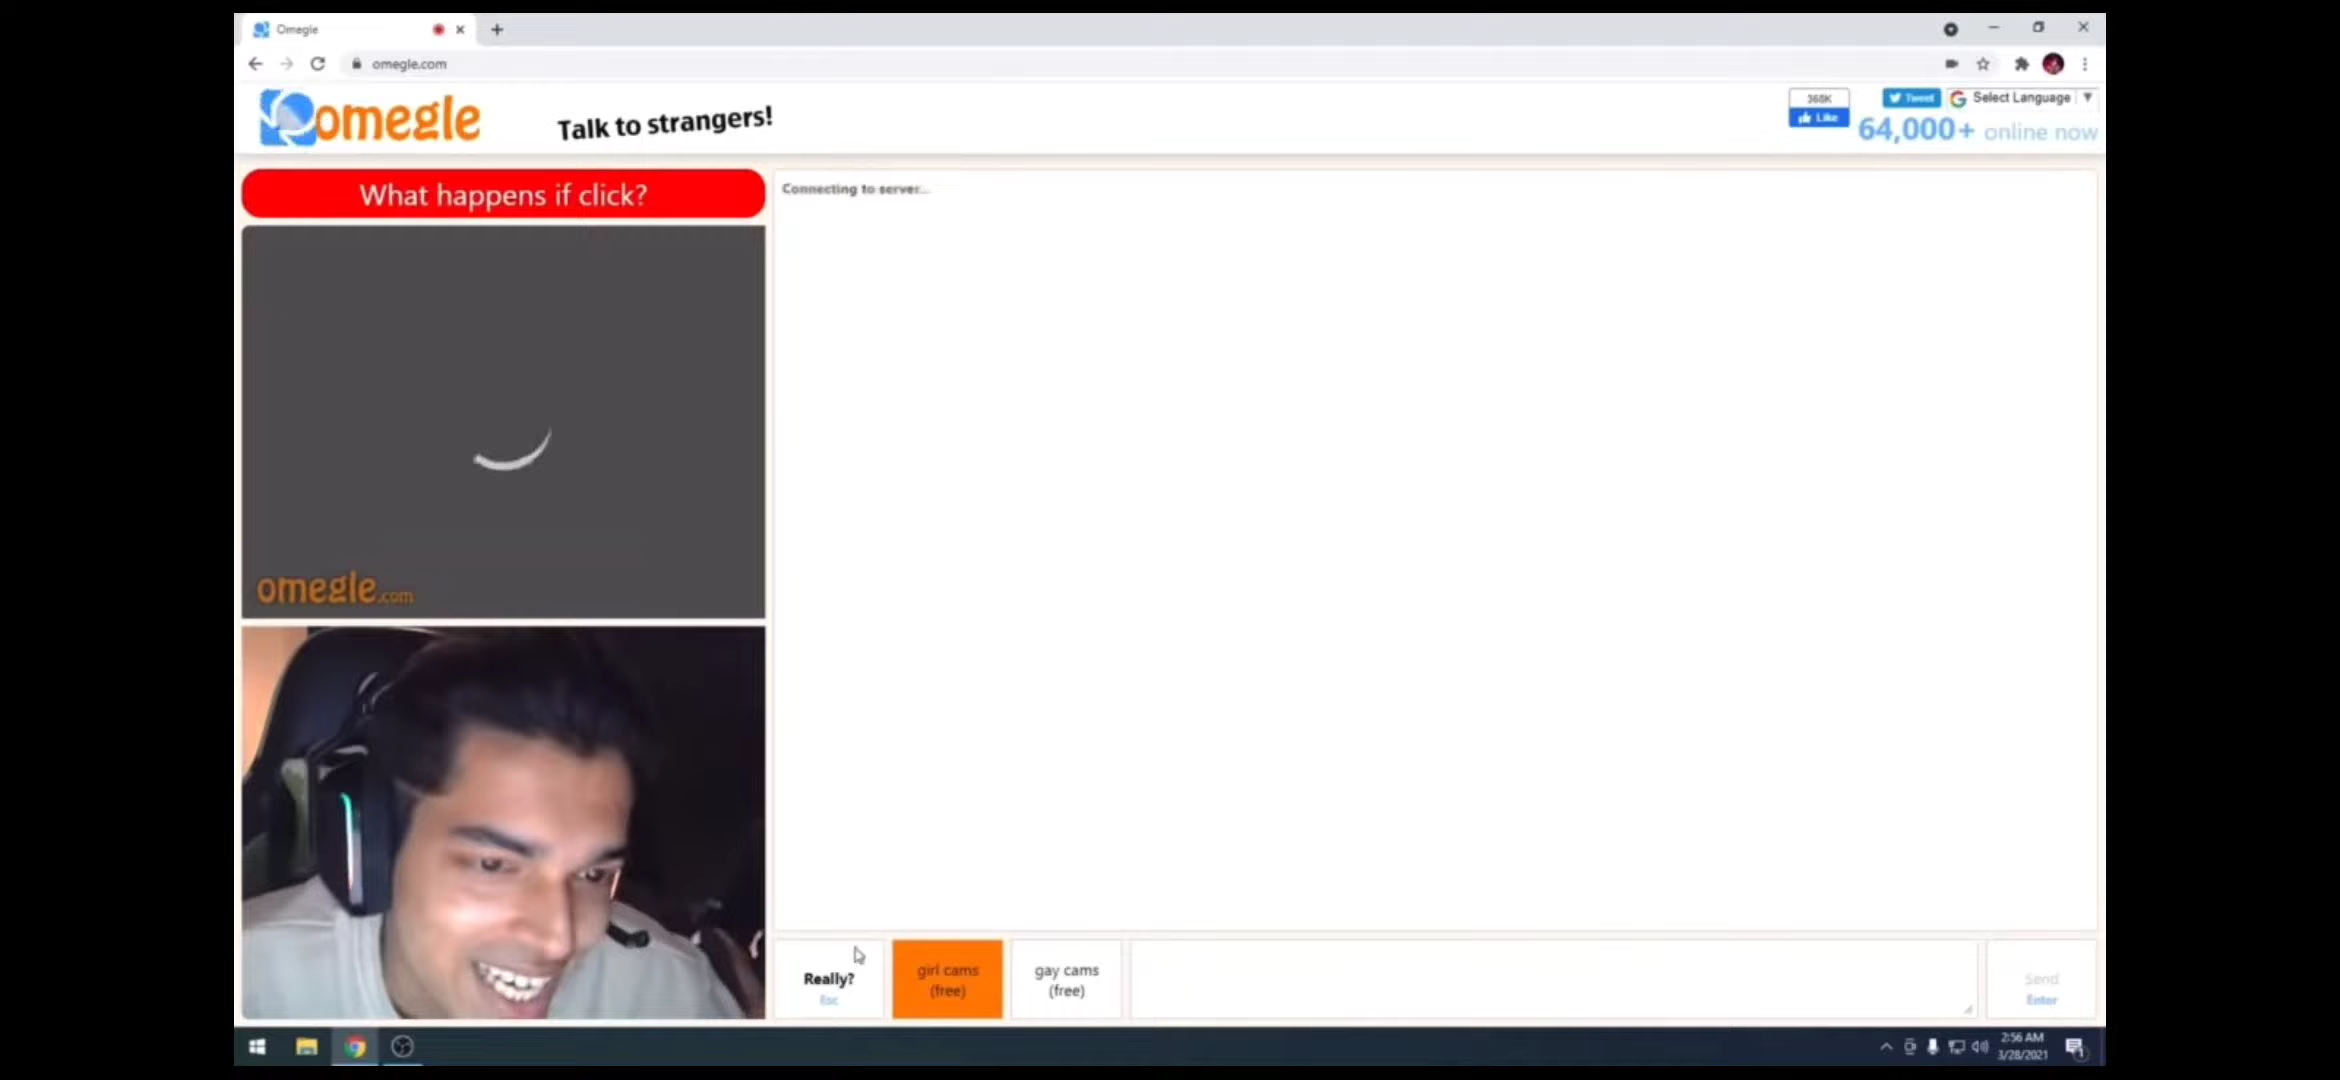 Omegle
omegle.com
omegle
Talk to strangers!
368K
Like
Tweet
Select Language
64,000+ online now
What happens if click?
Connecting to server...
omegle.com
Really?
Esc
girl cams
(free)
gay cams
(free)
Send
Enter
2:56 AM
3/28/2021
1